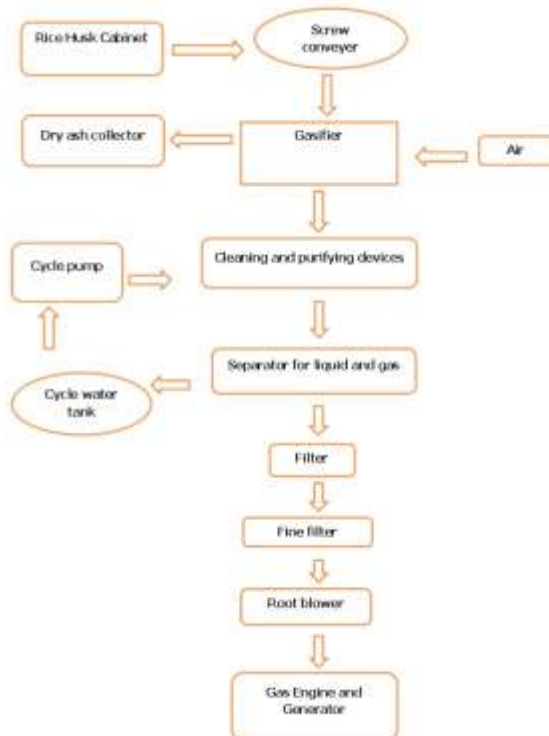 Rice Husk Cabinet
Screw
conveyer
Dry ash collector
Gasifier
Air
Cycle pump
Cleaning and purifying devices
Separator for liquid and gas
Cycle water
tank
Filter
Fine filter
Root blower
Gas Engine and
Generator